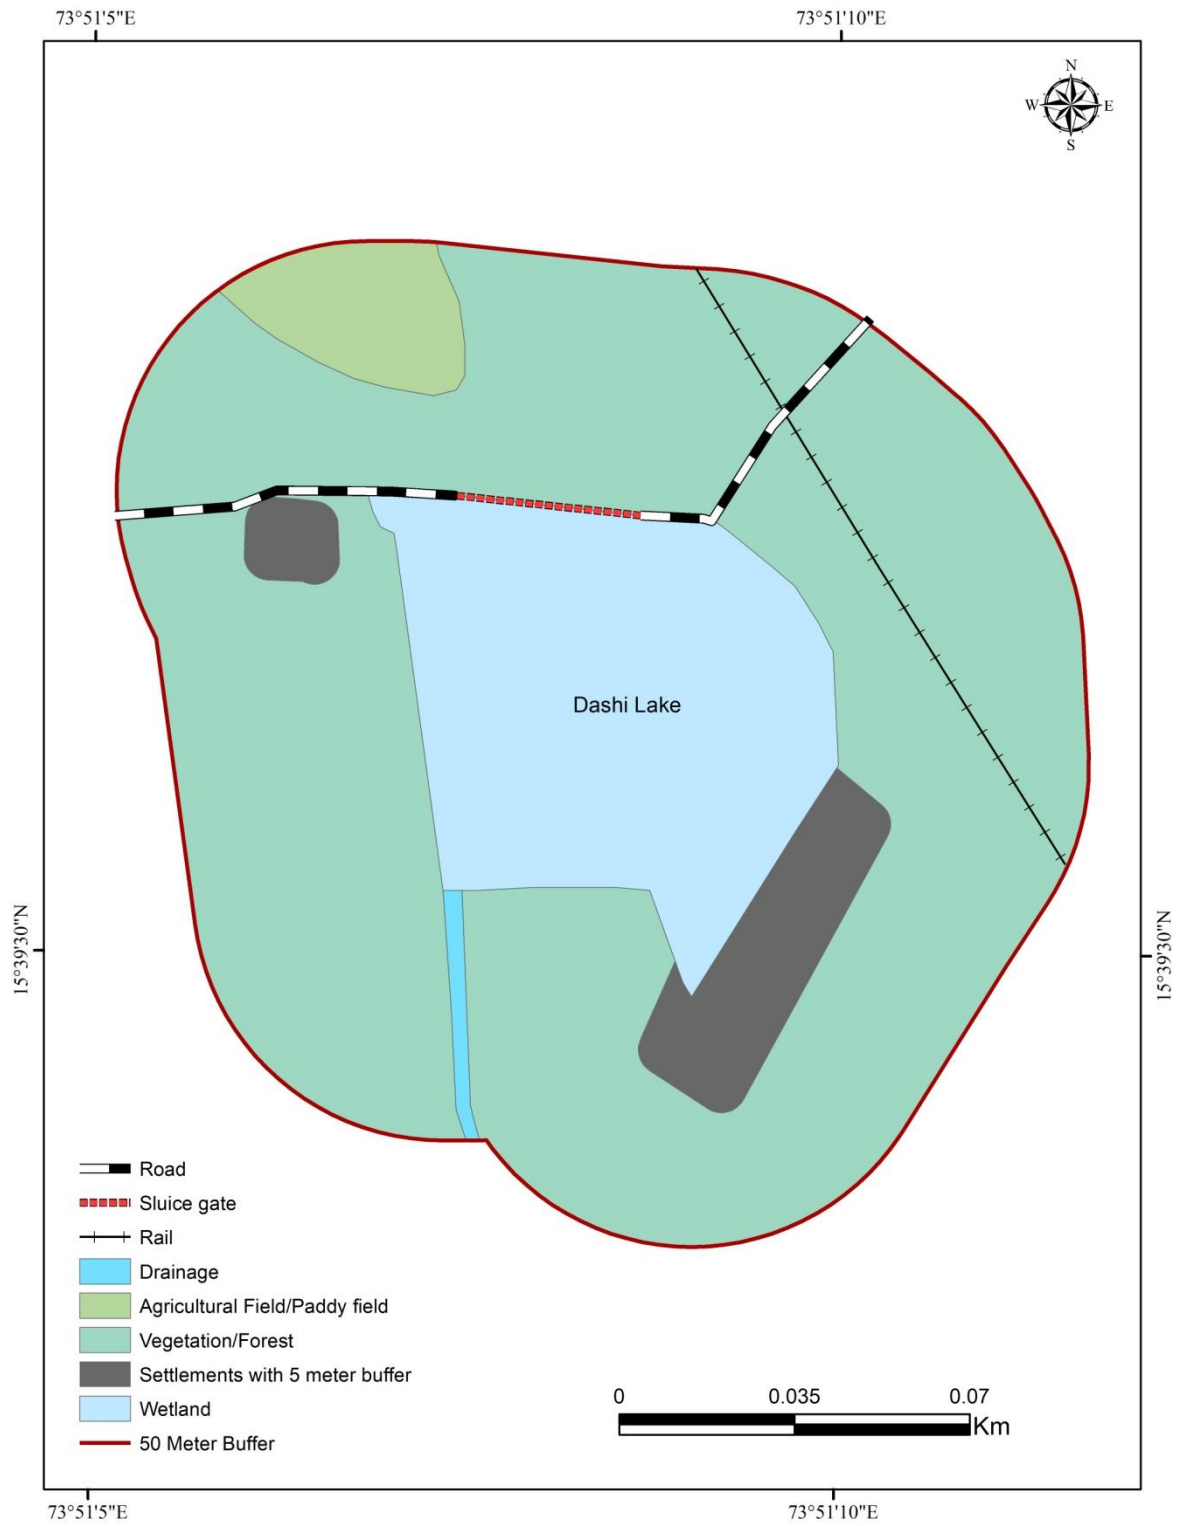 73°51'5"E 73°51'10"E
N
W E
S
Dashi Lake
15°39'30"N 15°39'30"N
Road
Sluice gate
Rail
Drainage
Agricultural Field/Paddy field
Vegetation/Forest
Settlements with 5 meter buffer
Wetland
50 Meter Buffer
0 0.035 0.07
Km
73°51'5"E 73°51'10"E